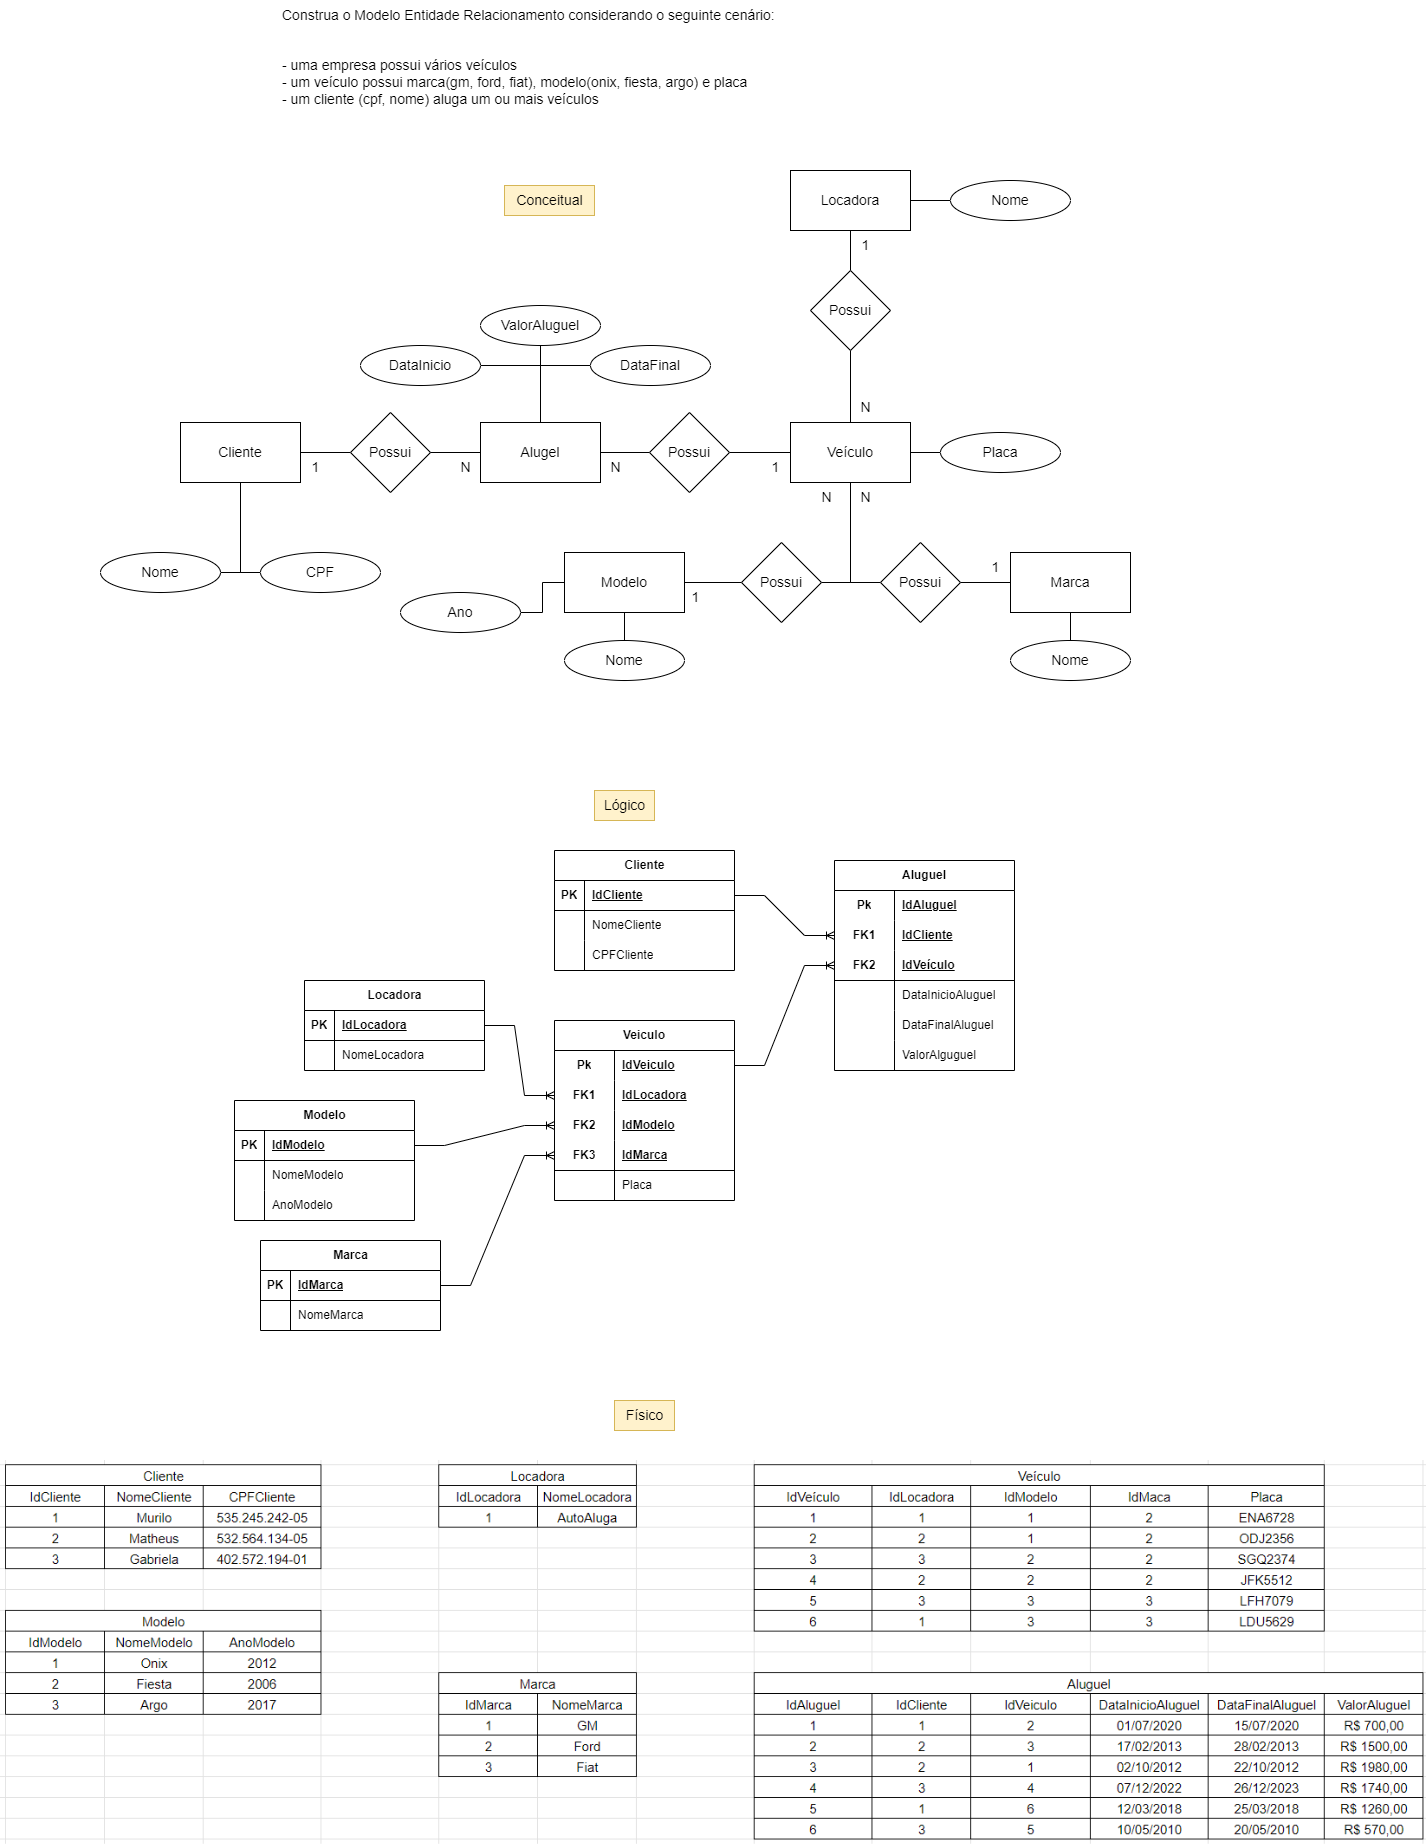 Construa o Modelo Entidade Relacionamento considerando o seguinte cenário:
- uma empresa possui vários veículos
- um veículo possui marca(gm, ford, fiat), modelo(onix, fiesta, argo) e placa
- um cliente (cpf, nome) aluga um ou mais veículos
Conceitual
Locadora
Nome
1
Possui
ValorAluguel
DataInicio
DataFinal
N
Cliente
1
Possui
N
Alugel
N
Possui
1
Veículo
Placa
N
N
Nome
CPF
Ano
Modelo
1
Possui
Possui
1
Marca
Nome
Nome
Lógico
Cliente
PK IdCliente
NomeCliente
CPFCliente
Aluguel
Pk IdAluguel
FK1 IdCliente
FK2 IdVeículo
DataInicioAluguel
DataFinalAluguel
ValorAlguguel
Locadora
PK IdLocadora
NomeLocadora
Veiculo
Pk IdVeiculo
FK1 IdLocadora
FK2 IdModelo
FK3 IdMarca
Placa
Modelo
PK IdModelo
NomeModelo
AnoModelo
Marca
PK IdMarca
NomeMarca
Físico
Cliente
IdCliente NomeCliente CPFCliente
1 Murilo 535.245.242-05
2 Matheus 532.564.134-05
3 Gabriela 402.572.194-01
Locadora
IdLocadora NomeLocadora
1 AutoAluga
Veículo
IdVeículo IdLocadora IdModelo IdMaca Placa
1 1 1 2 ENA6728
2 2 1 2 ODJ2356
3 3 2 2 SGQ2374
4 2 2 2 JFK5512
5 3 3 3 LFH7079
6 1 3 3 LDU5629
Modelo
IdModelo NomeModelo AnoModelo
1 Onix 2012
2 Fiesta 2006
3 Argo 2017
Marca
IdMarca NomeMarca
1 GM
2 Ford
3 Fiat
Aluguel
IdAluguel IdCliente IdVeiculo DataInicioAluguel DataFinalAluguel ValorAluguel
1 1 2 01/07/2020 15/07/2020 R$ 700,00
2 2 3 17/02/2013 28/02/2013 R$ 1500,00
3 2 1 02/10/2012 22/10/2012 R$ 1980,00
4 3 4 07/12/2022 26/12/2023 R$ 1740,00
5 1 6 12/03/2018 25/03/2018 R$ 1260,00
6 3 5 10/05/2010 20/05/2010 R$ 570,00